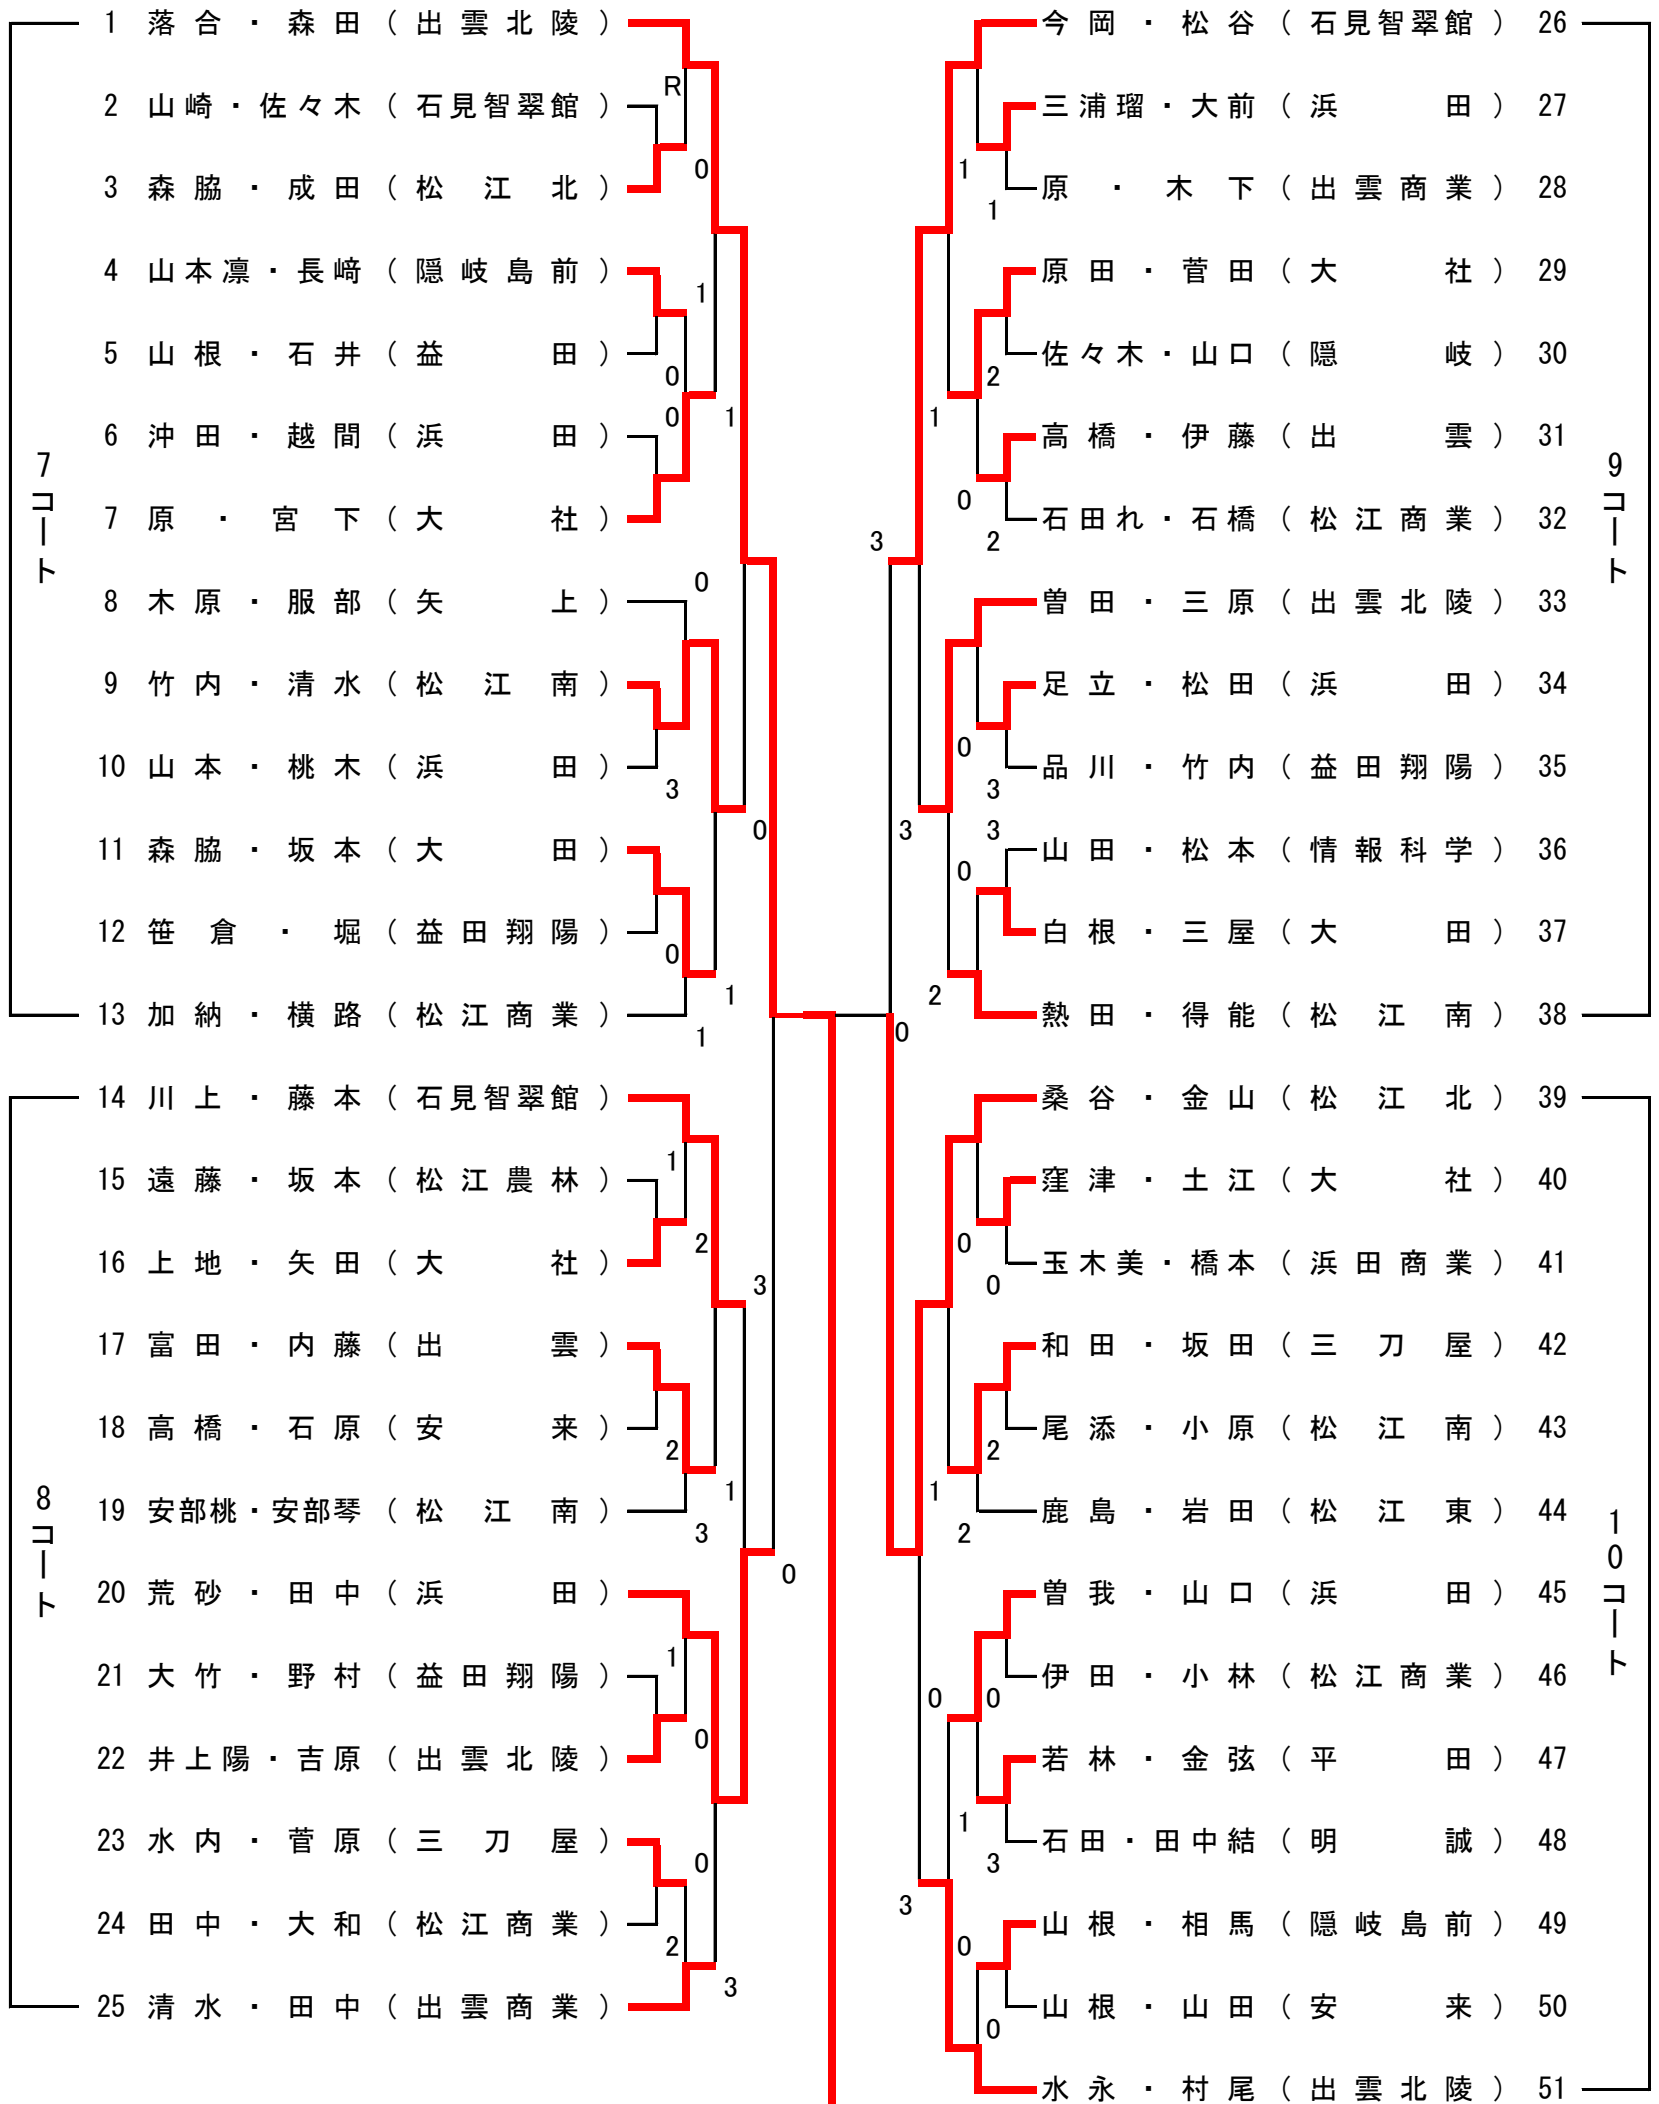 1 落合・森田(出雲北陵)
2 山崎・佐々木(石見智翠館)
3 森脇・成田(松江北)
4 山本凛・長﨑(隠岐島前)
5 山根・石井(益田)
6 沖田・越間(浜田)
7 原・宮下(大社)
8 木原・服部(矢上)
9 竹内・清水(松江南)
10 山本・桃木(浜田)
11 森脇・坂本(大田)
12 笹倉・堀(益田翔陽)
13 加納・横路(松江商業)
7コート
R
0
1
0
0
1
0
3
0
0
1
1
14 川上・藤本(石見智翠館)
15 遠藤・坂本(松江農林)
16 上地・矢田(大社)
17 富田・内藤(出雲)
18 高橋・石原(安来)
19 安部桃・安部琴(松江南)
20 荒砂・田中(浜田)
21 大竹・野村(益田翔陽)
22 井上陽・吉原(出雲北陵)
23 水内・菅原(三刀屋)
24 田中・大和(松江商業)
25 清水・田中(出雲商業)
8コート
1
2
3
2
1
3
0
1
0
0
2
3
今岡・松谷(石見智翠館) 26
三浦瑠・大前(浜田) 27
原・木下(出雲商業) 28
原田・菅田(大社) 29
佐々木・山口(隠岐) 30
高橋・伊藤(出雲) 31
石田れ・石橋(松江商業) 32
曽田・三原(出雲北陵) 33
足立・松田(浜田) 34
品川・竹内(益田翔陽) 35
山田・松本(情報科学) 36
白根・三屋(大田) 37
熱田・得能(松江南) 38
9コート
1
1
2
1
0
2
3
0
3
3
3
0
2
0
桑谷・金山(松江北) 39
窪津・土江(大社) 40
玉木美・橋本(浜田商業) 41
和田・坂田(三刀屋) 42
尾添・小原(松江南) 43
鹿島・岩田(松江東) 44
曽我・山口(浜田) 45
伊田・小林(松江商業) 46
若林・金弦(平田) 47
石田・田中結(明誠) 48
山根・相馬(隠岐島前) 49
山根・山田(安来) 50
水永・村尾(出雲北陵) 51
10コート
0
0
2
1
2
0
0
1
3
3
0
0